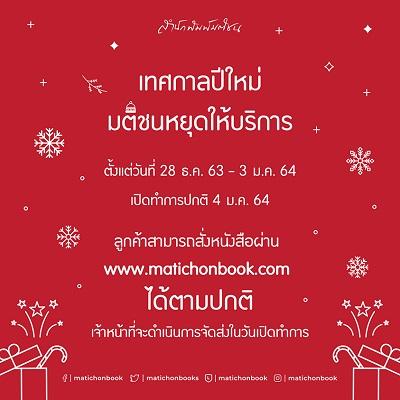 สำนักพิมพ์มติชน
เทศกาลปีใหม่
มติชนหยุดให้บริการ
ตั้งแต่วันที่ 28 ธ.ค. 63 – 3 ม.ค. 64
เปิดทำการปกติ 4 ม.ค. 64
ลูกค้าสามารถสั่งหนังสือผ่าน
www.matichonbook.com
ได้ตามปกติ
เจ้าหน้าที่จะดำเนินการจัดส่งในวันเปิดทำการ
| matichonbook | matichonbooks | matichonbook | matichonbook